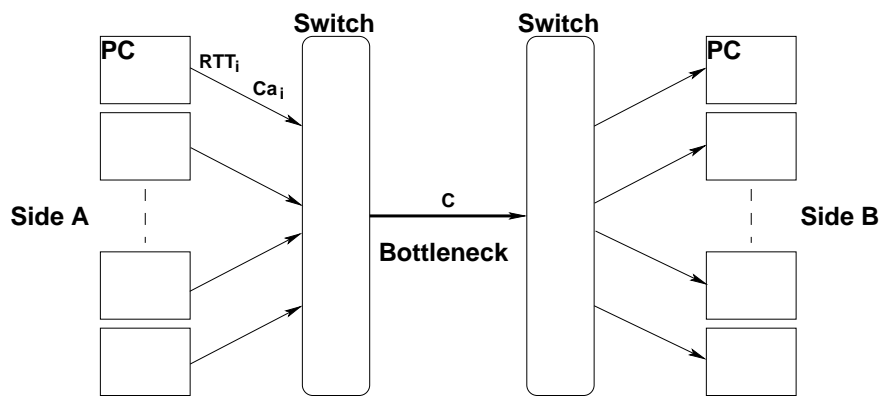 Switch
Switch
PC
RTTi
Cai
PC
Side A
C
Bottleneck
Side B